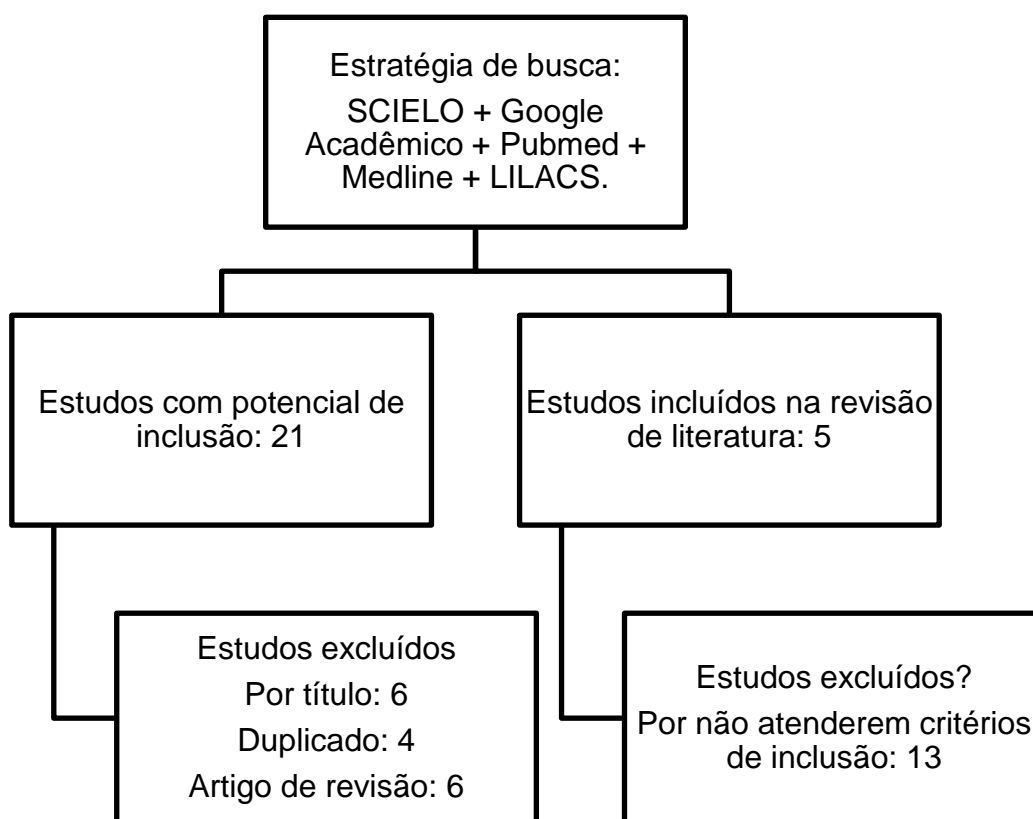 Estratégia de busca:
SCIELO + Google
Acadêmico + Pubmed +
Medline + LILACS.
Estudos com potencial de
inclusão: 21
Estudos incluídos na revisão
de literatura: 5
Estudos excluídos
Por título: 6
Duplicado: 4
Artigo de revisão: 6
Estudos excluídos?
Por não atenderem critérios
de inclusão: 13